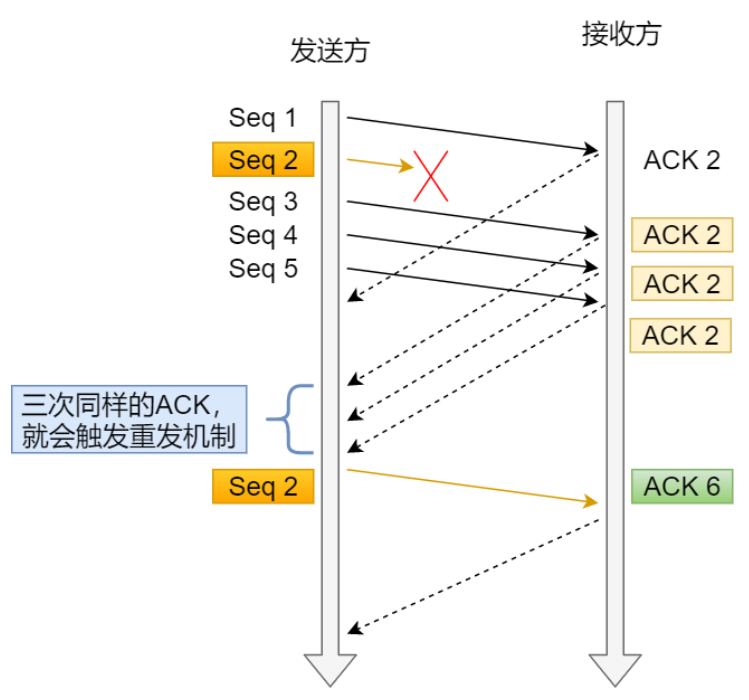 发送方
接收方
Seq 1
Seq 2
ACK 2
Seq 3
Seq 4
ACK 2
Seq 5
ACK 2
ACK 2
三次同样的ACK，
就会触发重发机制
Seq 2
ACK 6